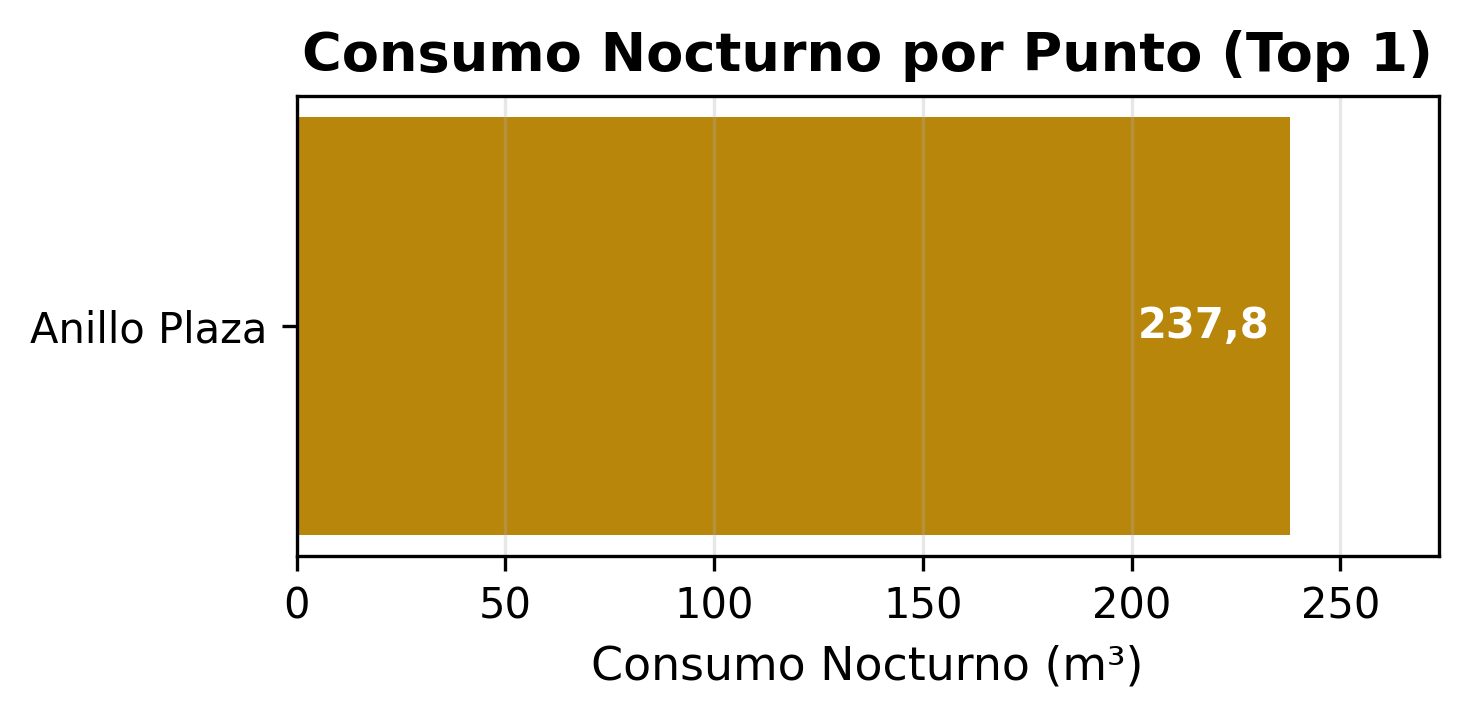 Consumo Nocturno por Punto (Top 1)
Anillo Plaza
237,8
0 50 100 150 200 250
Consumo Nocturno (m³)